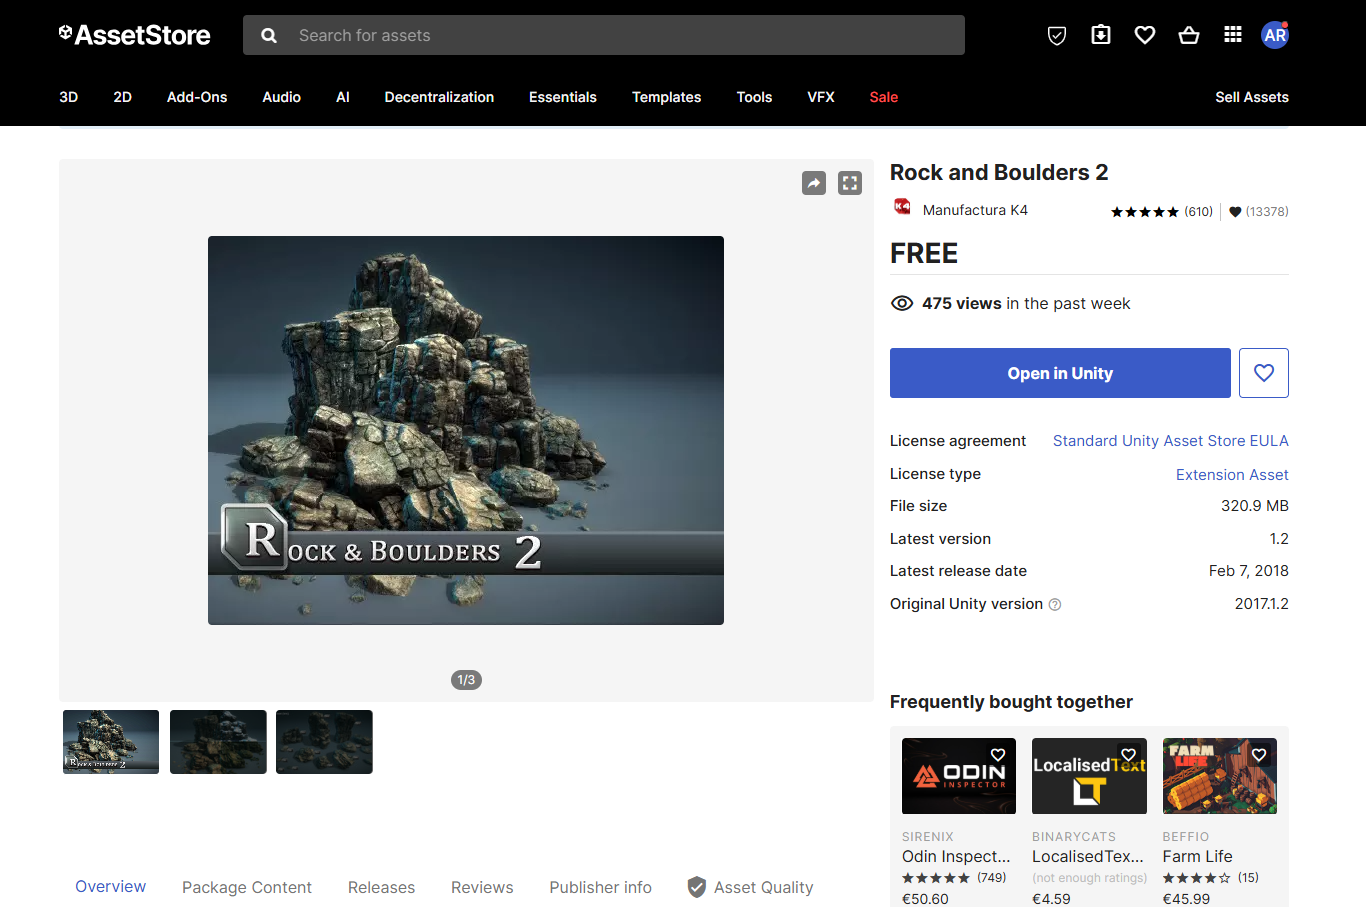 AssetStore
Search for assets
AR
3D
2D
Add-Ons
Audio
AI
Decentralization
Essentials
Templates
Tools
VFX
Sale
Sell Assets
ROCK & BOULDERS 2
1/3
ROCK & BOULDERS 2
Overview
Package Content
Releases
Reviews
Publisher info
Asset Quality
Rock and Boulders 2
K4
Manufactura K4
★★★★★ (610)
(13378)
FREE
475 views in the past week
Open in Unity
License agreement
Standard Unity Asset Store EULA
License type
Extension Asset
File size
320.9 MB
Latest version
1.2
Latest release date
Feb 7, 2018
Original Unity version
2017.1.2
Frequently bought together
ODIN
INSPECTOR
SIRENIX
Odin Inspect...
★★★★★ (749)
€50.60
LocalisedText
LT
BINARYCATS
LocalisedTex...
(not enough ratings)
€4.59
FARM
LIFE
BEFFIO
Farm Life
★★★★☆ (15)
€45.99